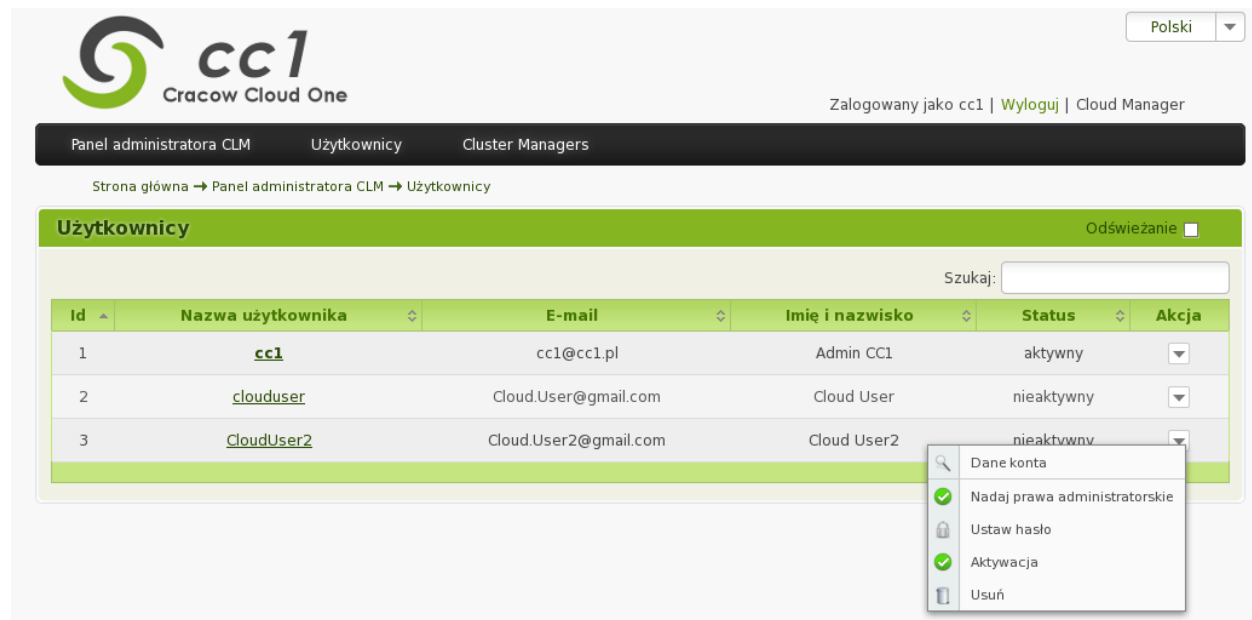 Polski
cc1
Cracow Cloud One
Zalogowany jako cc1 | Wyloguj | Cloud Manager
Panel administratora CLM Użytkownicy Cluster Managers
Strona główna → Panel administratora CLM → Użytkownicy
Użytkownicy Odświeżanie
Szukaj:
Id Nazwa użytkownika E-mail Imię i nazwisko Status Akcja
1 cc1 cc1@cc1.pl Admin CC1 aktywny
2 clouduser Cloud.User@gmail.com Cloud User nieaktywny
3 CloudUser2 Cloud.User2@gmail.com Cloud User2 nieaktywny
Dane konta
Nadaj prawa administratorskie
Ustaw hasło
Aktywacja
Usuń